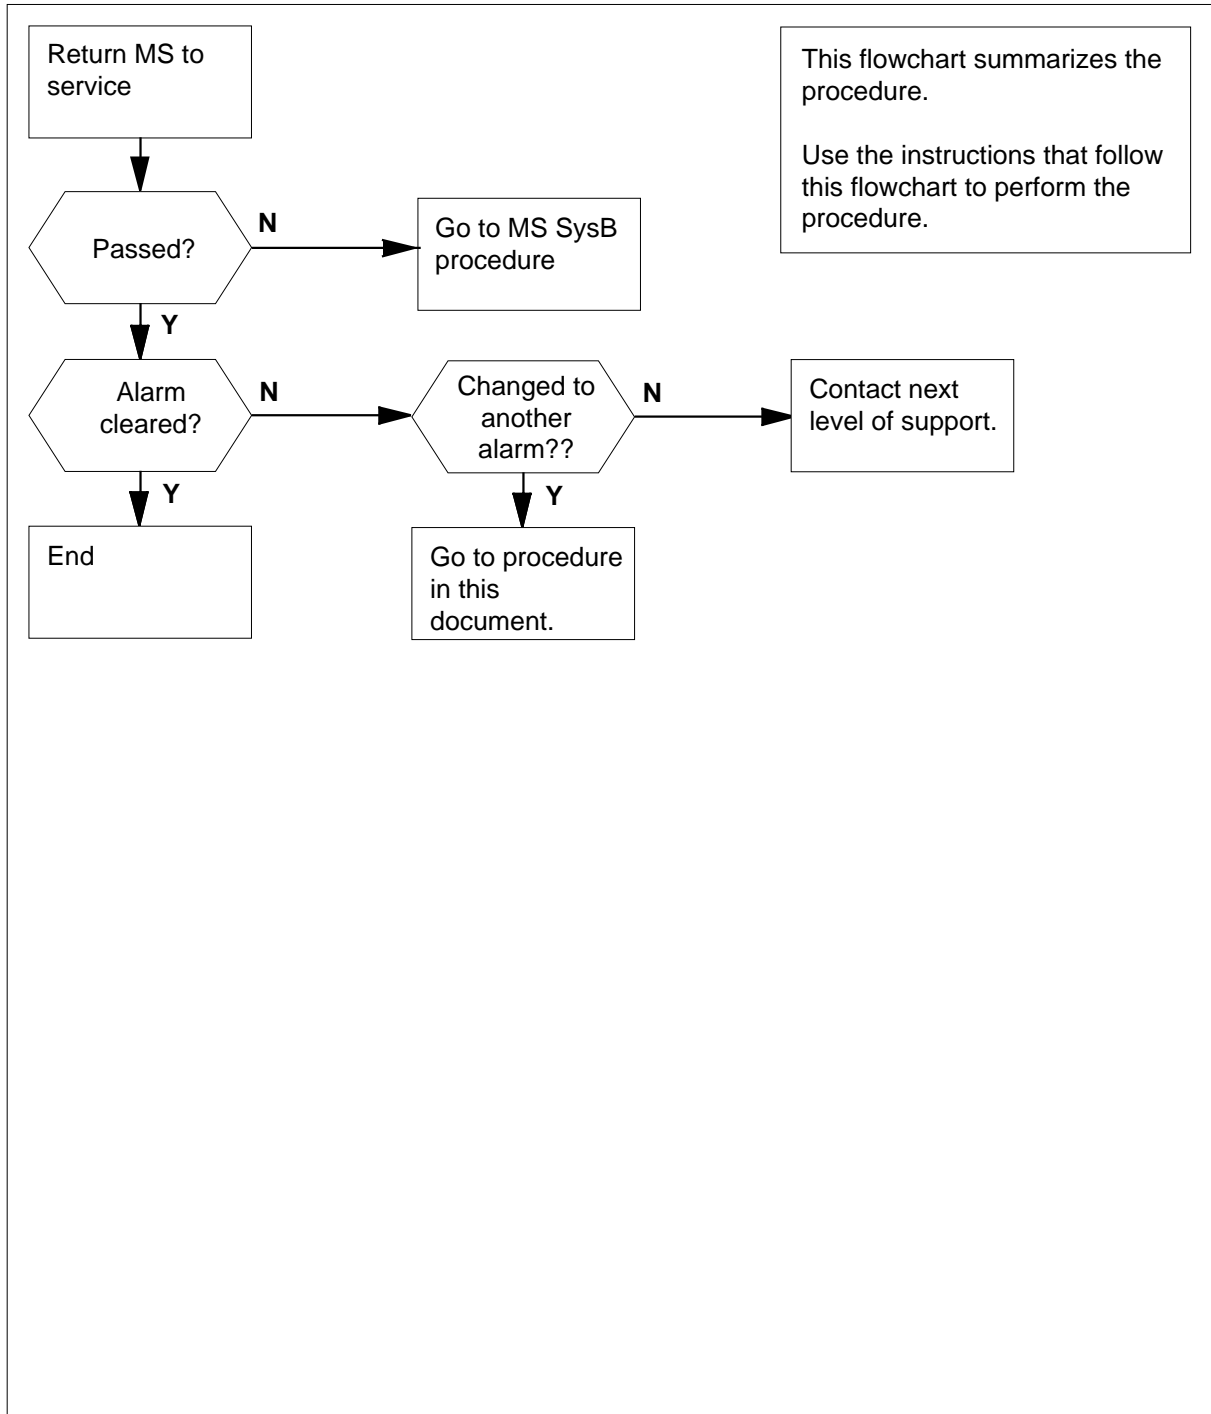 Return MS to
service
This flowchart summarizes the
procedure.
Use the instructions that follow
this flowchart to perform the
procedure.
Passed?
N
Go to MS SysB
procedure
Y
Alarm
cleared?
N
Changed to
another
alarm??
N
Contact next
level of support.
Y
End
Y
Go to procedure
in this
document.